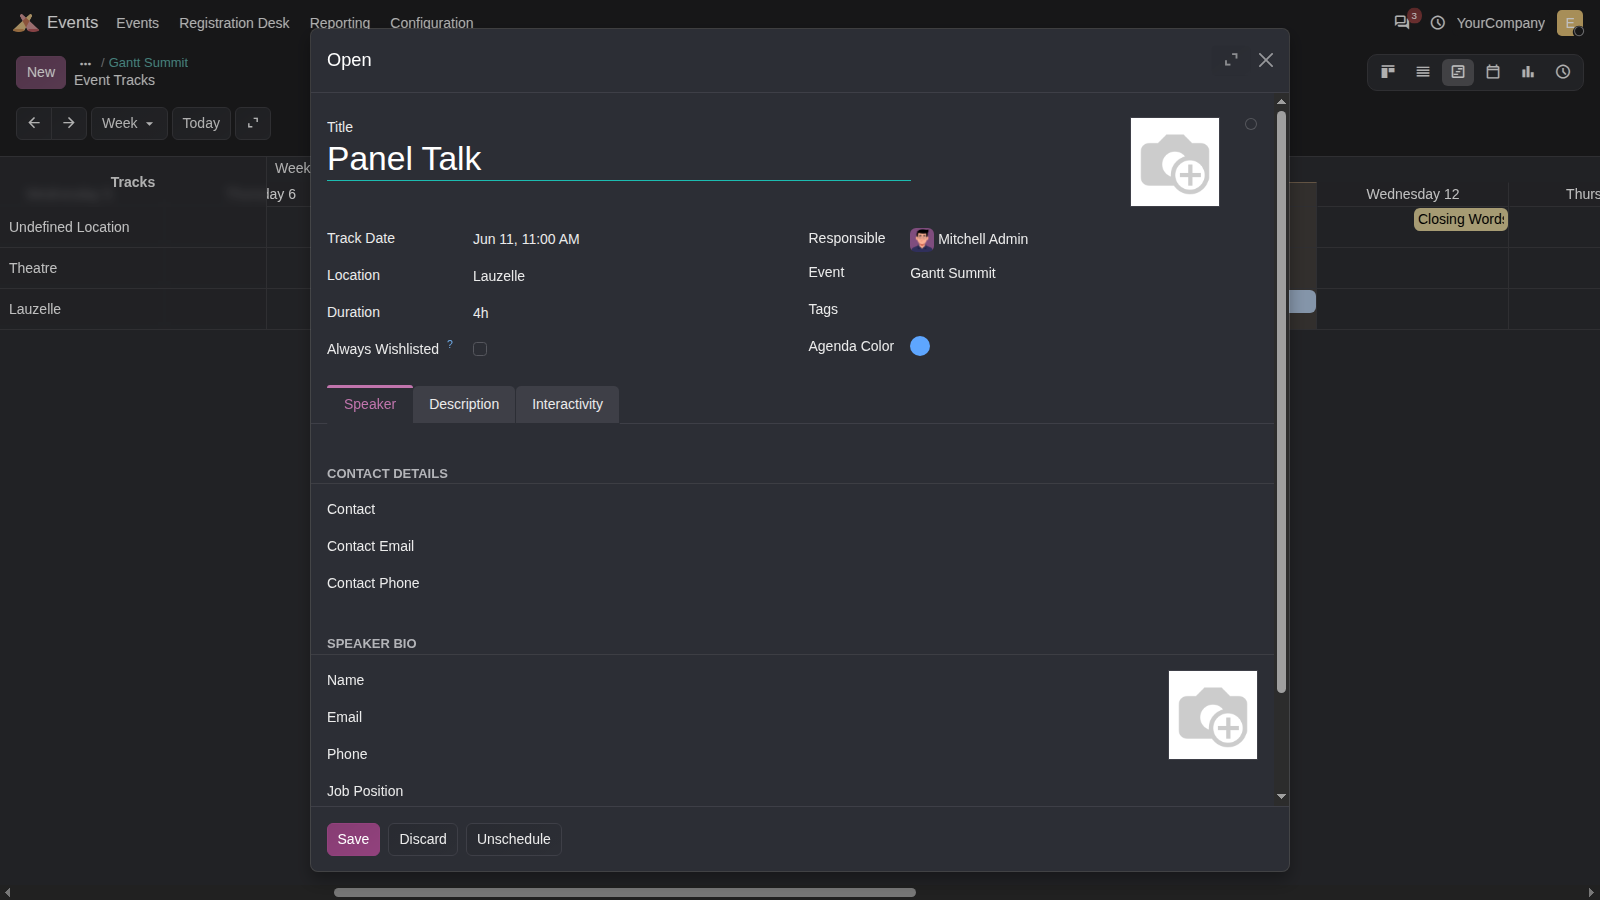 Events Events Registration Desk Reporting Configuration 3 YourCompany E
New ... / Gantt Summit
Event Tracks
Week Today
Open
Tracks
Week
day 6
Wednesday 12
Thurs
Undefined Location
Closing Words
Theatre
Lauzelle
Title
Panel Talk
Track Date Jun 11, 11:00 AM
Location Lauzelle
Duration 4h
Always Wishlisted ?
Responsible Mitchell Admin
Event Gantt Summit
Tags
Agenda Color
Speaker Description Interactivity
CONTACT DETAILS
Contact
Contact Email
Contact Phone
SPEAKER BIO
Name
Email
Phone
Job Position
Save Discard Unschedule